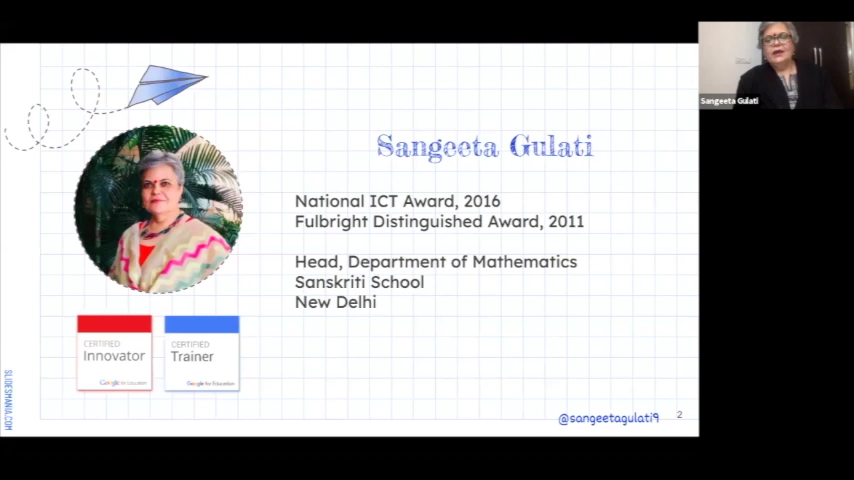 Sangeeta Gulati
Sangeeta Gulati
National ICT Award, 2016
Fulbright Distinguished Award, 2011
Head, Department of Mathematics
Sanskriti School
New Delhi
CERTIFIED
Innovator
Google for Education
CERTIFIED
Trainer
Google for Education
SLIDESMANIA.COM
@sangeetagulati9
2